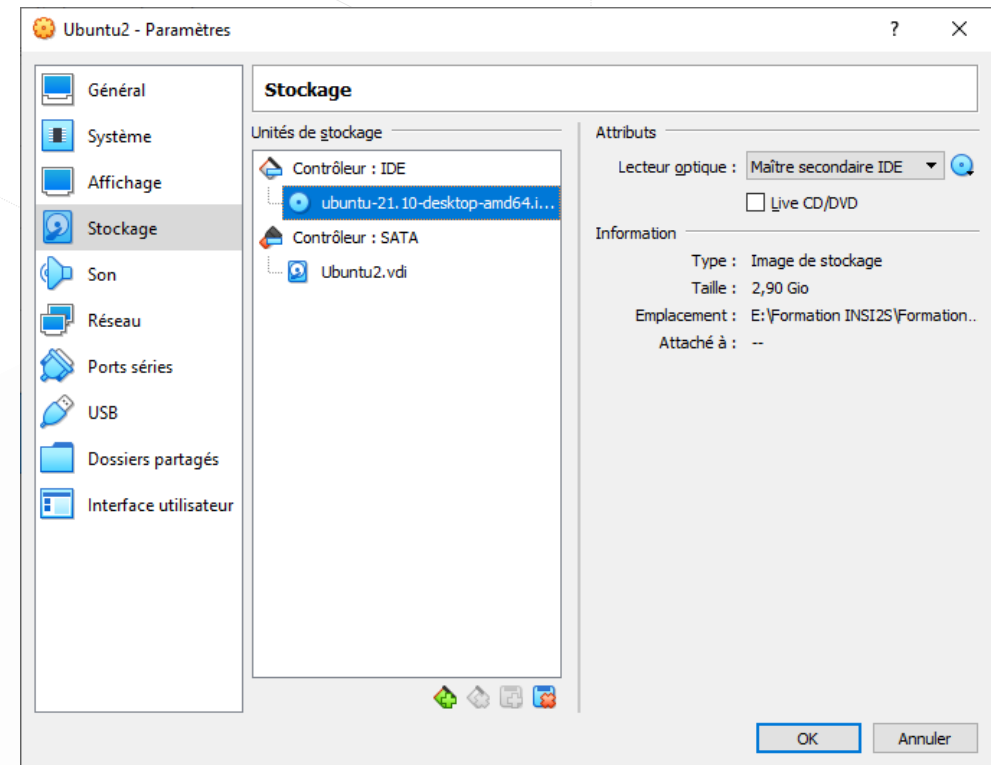 Ubuntu2 - Paramètres
?
Général
Système
Affichage
Stockage
Son
Réseau
Ports séries
USB
Dossiers partagés
Interface utilisateur
Stockage
Unités de stockage
Contrôleur : IDE
ubuntu-21.10-desktop-amd64.i...
Contrôleur : SATA
Ubuntu2.vdi
Attributs
Lecteur optique : Maître secondaire IDE
Live CD/DVD
Information
Type : Image de stockage
Taille : 2,90 Gio
Emplacement : E:\Formation INSI2S\Formation..
Attaché à : --
OK
Annuler